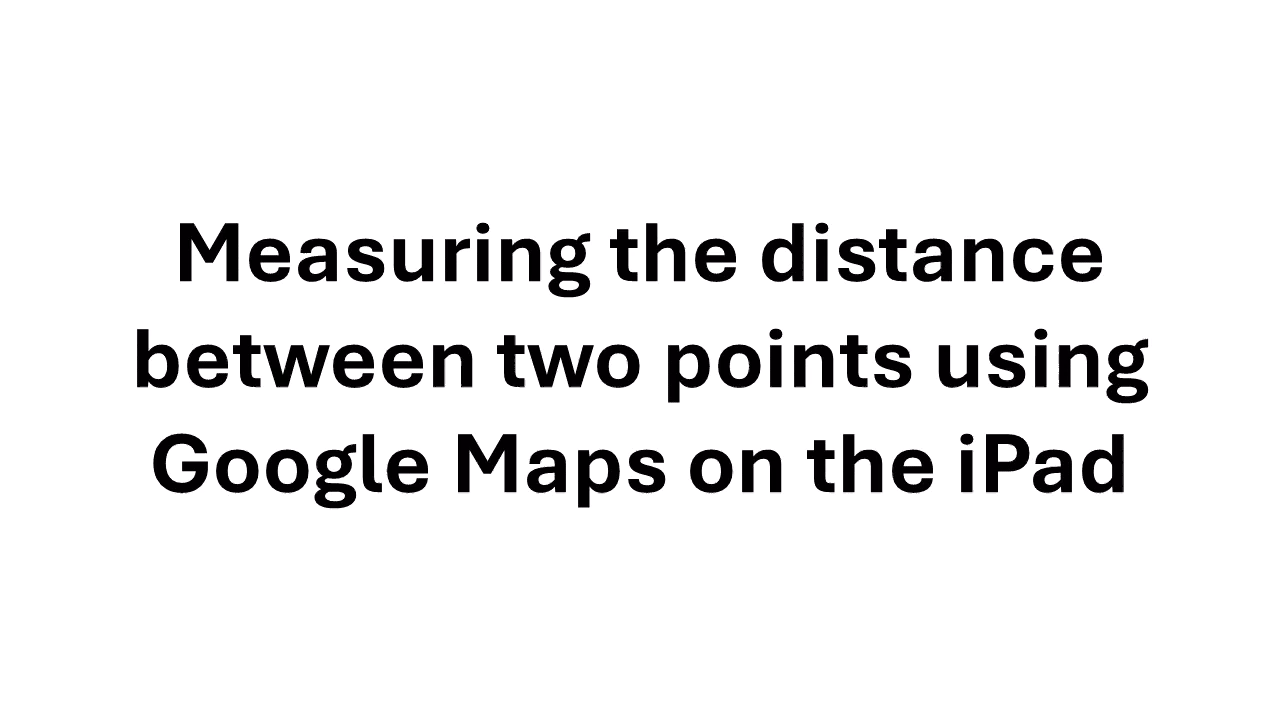 Measuring the distance
between two points using
Google Maps on the iPad